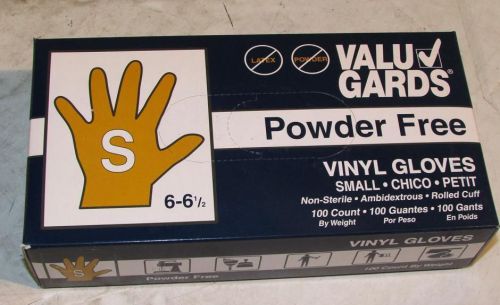 LATEX
POWDER
VALU
GARDS®
Powder Free
S
6-6 1/2
VINYL GLOVES
SMALL • CHICO • PETIT
Non-Sterile • Ambidextrous • Rolled Cuff
100 Count • 100 Guantes • 100 Gants
By Weight Por Peso En Poids
S
Powder Free
VINYL GLOVES
100 Count By Weight